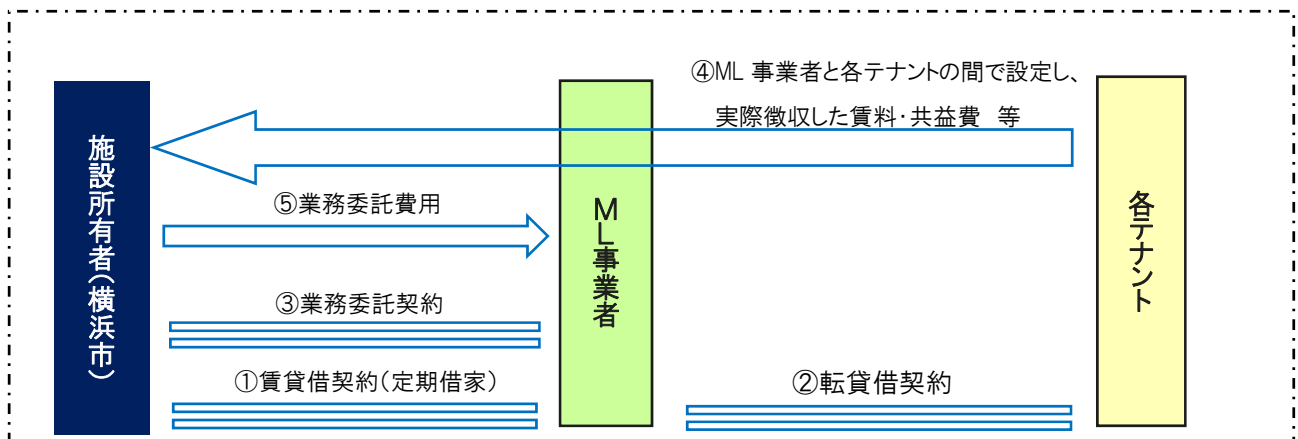 ④ML 事業者と各テナントの間で設定し、
実際徴収した賃料・共益費 等
施設所有者(横浜市)
⑤業務委託費用
ML事業者
各テナント
③業務委託契約
①賃貸借契約(定期借家)
②転貸借契約